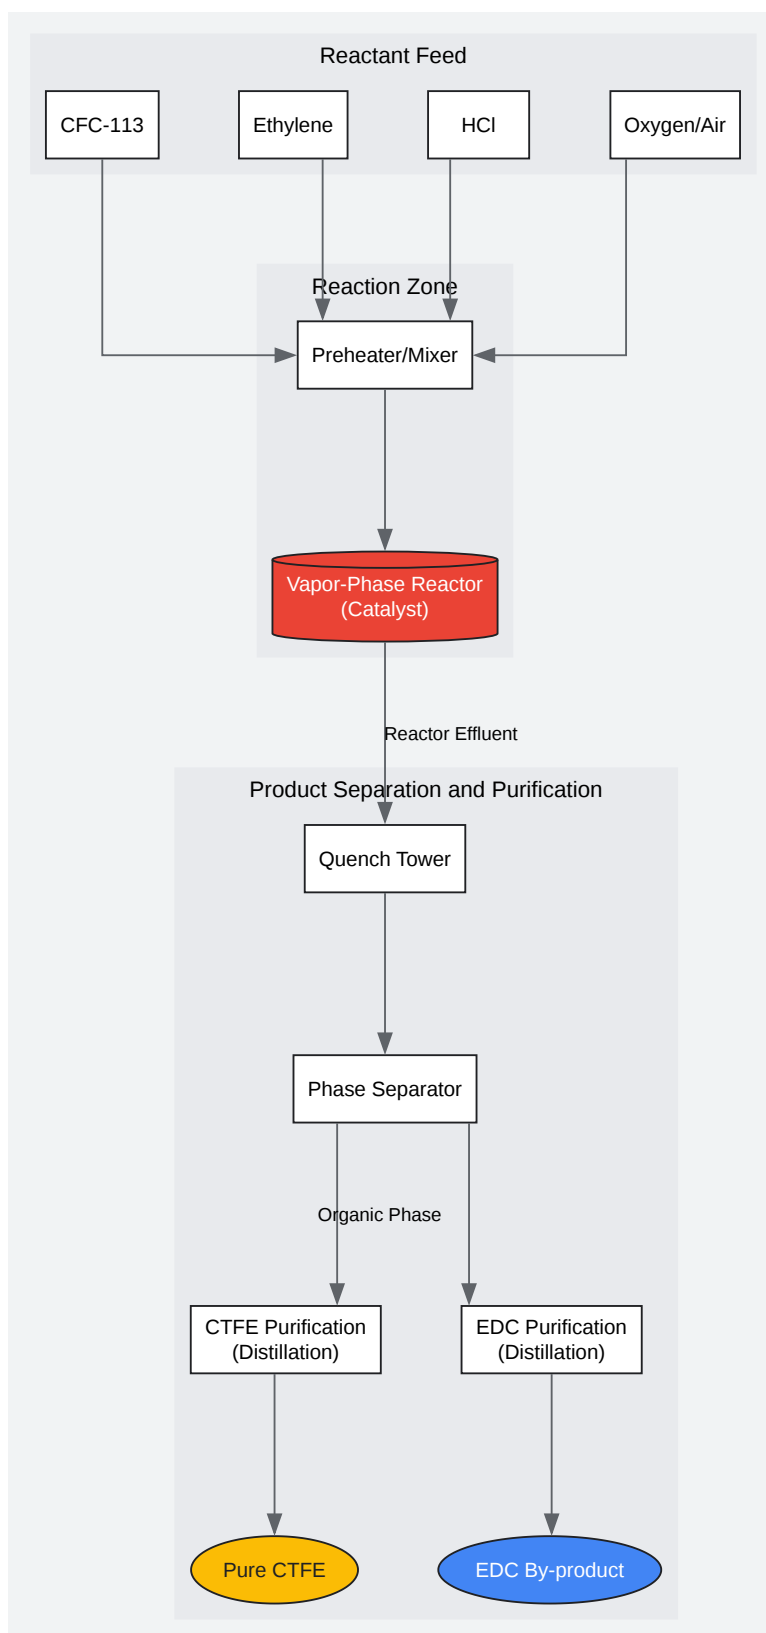 Reactant Feed
CFC-113
Ethylene
HCl
Oxygen/Air
Reaction Zone
Preheater/Mixer
Vapor-Phase Reactor
(Catalyst)
Reactor Effluent
Product Separation and Purification
Quench Tower
Phase Separator
Organic Phase
CTFE Purification
(Distillation)
EDC Purification
(Distillation)
Pure CTFE
EDC By-product